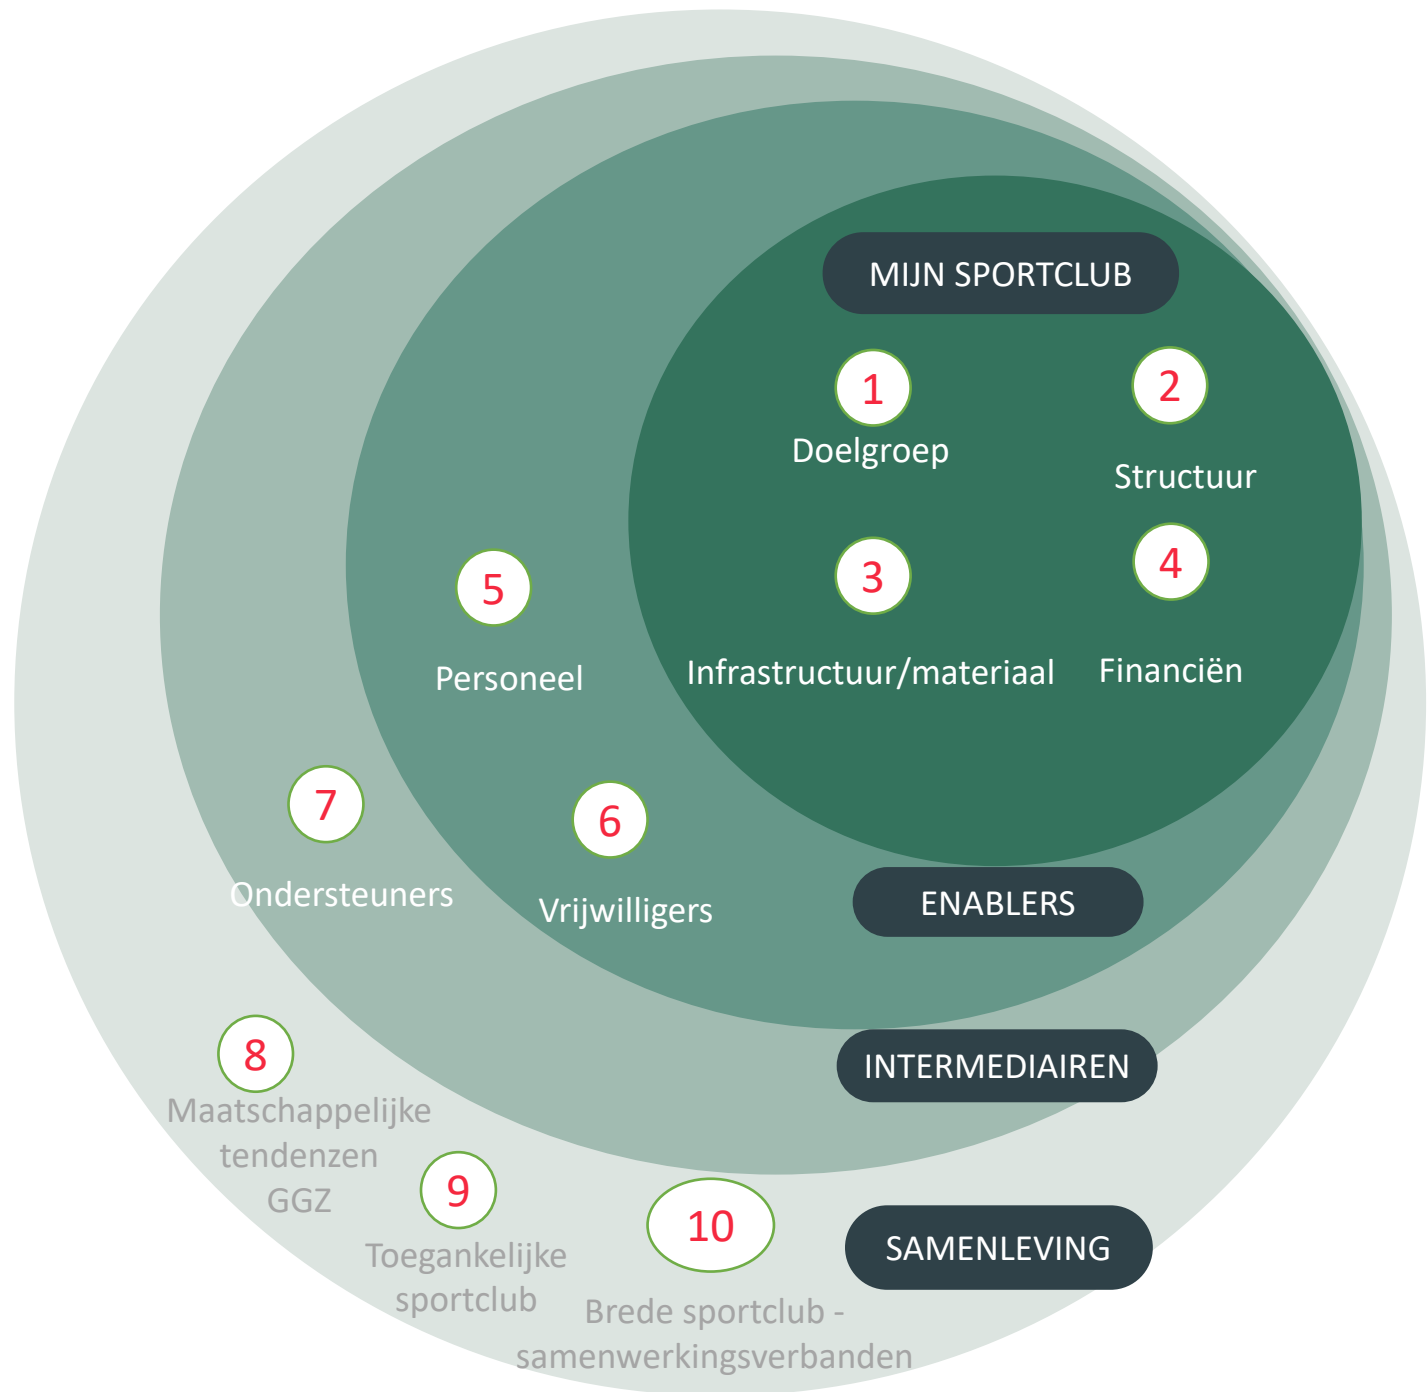 MIJN SPORTCLUB
1
Doelgroep
2
Structuur
3
Infrastructuur/materiaal
4
Financiën
5
Personeel
6
Vrijwilligers
ENABLERS
7
Ondersteuners
INTERMEDIAIREN
8
Maatschappelijke
tendenzen
GGZ
9
Toegankelijke
sportclub
10
Brede sportclub -
samenwerkingsverbanden
SAMENLEVING